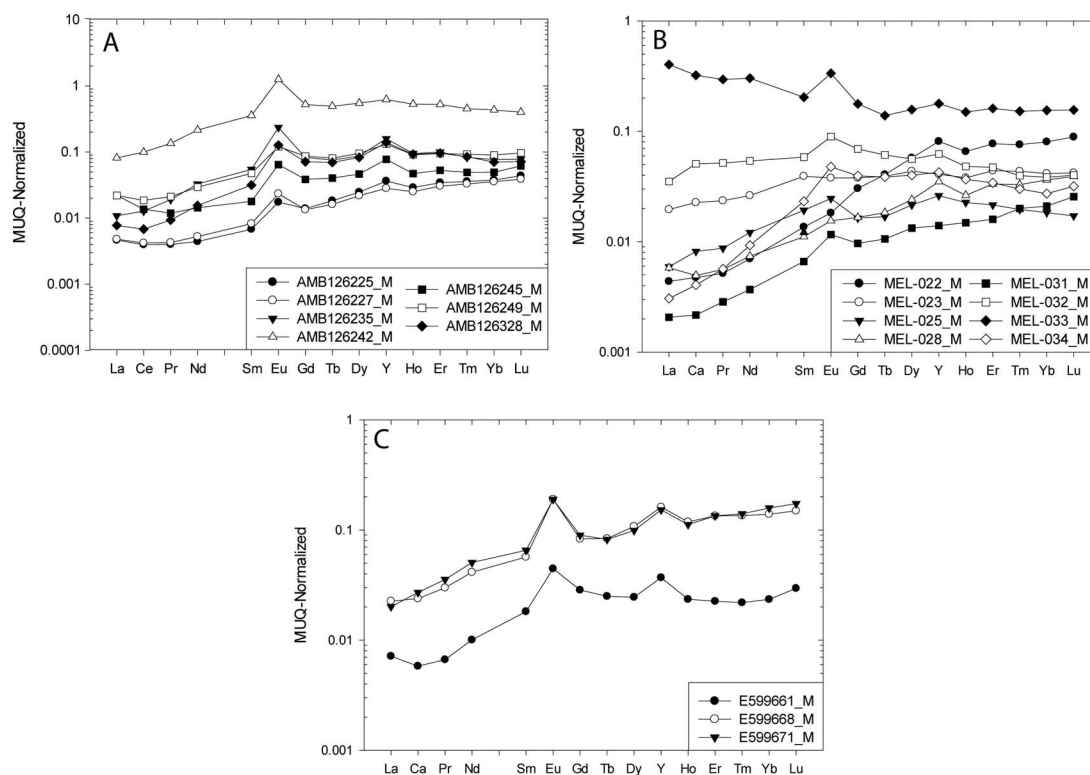 A
MUQ-Normalized
10
1
0.1
0.01
0.001
0.0001
La Ce Pr Nd Sm Eu Gd Tb Dy Y Ho Er Tm Yb Lu
AMB126225_M
AMB126227_M
AMB126235_M
AMB126242_M
AMB126245_M
AMB126249_M
AMB126328_M
B
MUQ-Normalized
1
0.1
0.01
0.001
La Ca Pr Nd Sm Eu Gd Tb Dy Y Ho Er Tm Yb Lu
MEL-022_M
MEL-023_M
MEL-025_M
MEL-028_M
MEL-031_M
MEL-032_M
MEL-033_M
MEL-034_M
C
MUQ-Normalized
1
0.1
0.01
0.001
La Ca Pr Nd Sm Eu Gd Tb Dy Y Ho Er Tm Yb Lu
E599661_M
E599668_M
E599671_M